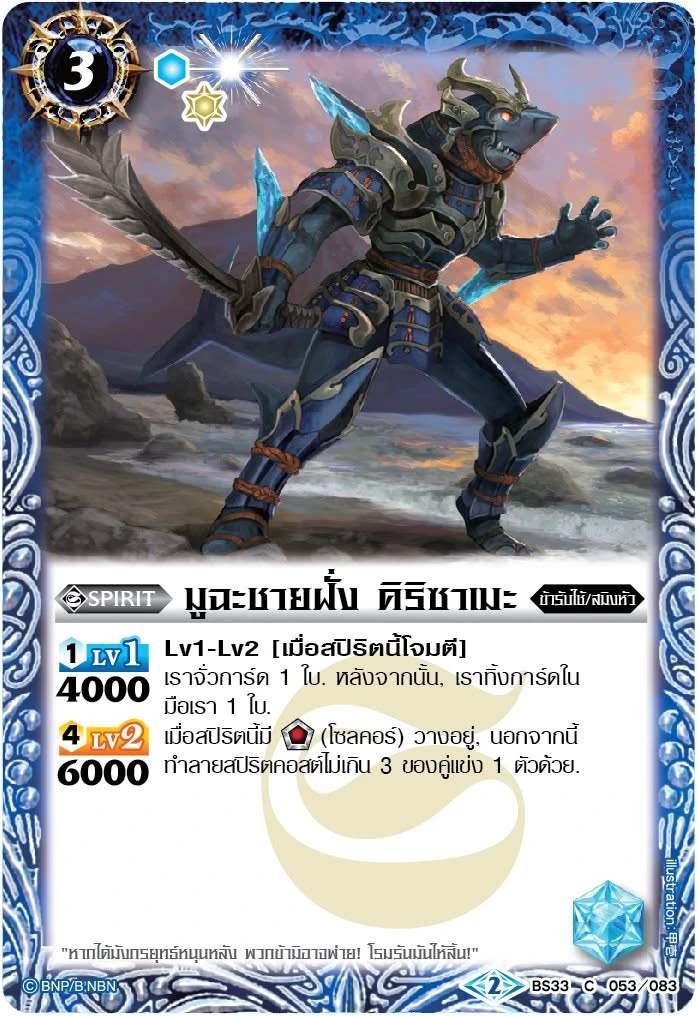 3
SPIRIT มูฉะชายฝั่ง คิริซาเมะ ข้ารับใช้/สมิงหัว
1 LV1 4000
Lv1-Lv2 [เมื่อสปิริตนี้โจมตี]
เราจั่วการ์ด 1 ใบ. หลังจากนั้น, เราทิ้งการ์ดใน
มือเรา 1 ใบ.
4 LV2 6000
เมื่อสปิริตนี้มี (โซลคอร์) วางอยู่, นอกจากนี้
ทำลายสปิริตคอสต์ไม่เกิน 3 ของคู่แข่ง 1 ตัวด้วย.
illustration: 甲壱
"หากได้มังกรยุทธ์หนุนหลัง พวกข้ามิอาจพ่าย! โรมรันมันให้สิ้น!"
©BNP/B,NBN
2 BS33 C 053/083